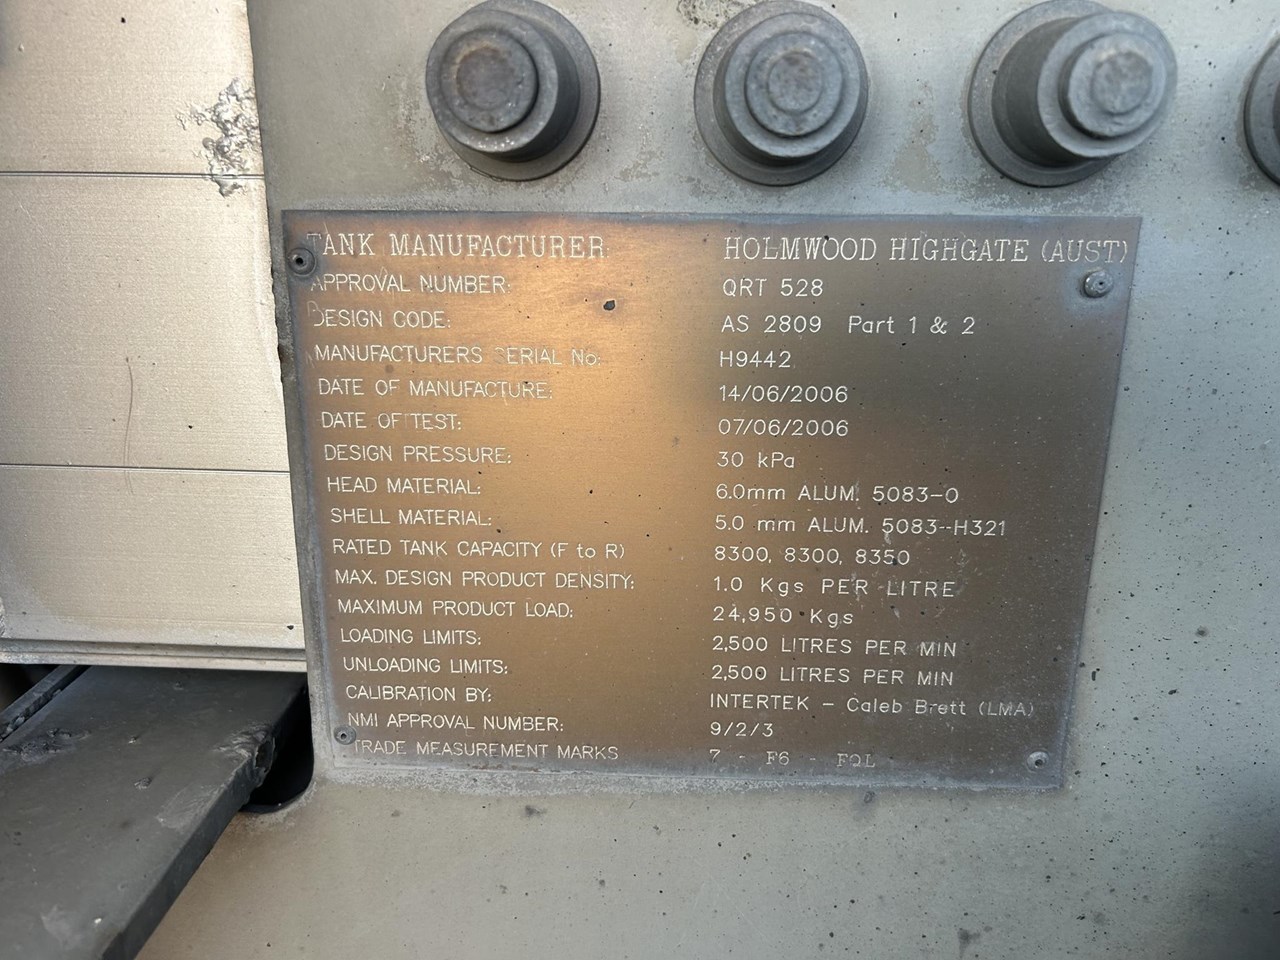 TANK MANUFACTURER: HOLMWOOD HIGHGATE (AUST)
APPROVAL NUMBER: QRT 528
DESIGN CODE: AS 2809 Part 1 & 2
MANUFACTURERS SERIAL No: H9442
DATE OF MANUFACTURE: 14/06/2006
DATE OF TEST: 07/06/2006
DESIGN PRESSURE: 30 kPa
HEAD MATERIAL: 6.0mm ALUM. 5083-O
SHELL MATERIAL: 5.0 mm ALUM. 5083-H321
RATED TANK CAPACITY (F to R) 8300, 8300, 8350
MAX. DESIGN PRODUCT DENSITY: 1.0 Kgs PER LITRE
MAXIMUM PRODUCT LOAD: 24,950 Kgs
LOADING LIMITS: 2,500 LITRES PER MIN
UNLOADING LIMITS: 2,500 LITRES PER MIN
CALIBRATION BY: INTERTEK - Caleb Brett (LMA)
NMI APPROVAL NUMBER: 9/2/3
TRADE MEASUREMENT MARKS 7 - F6 - FQL